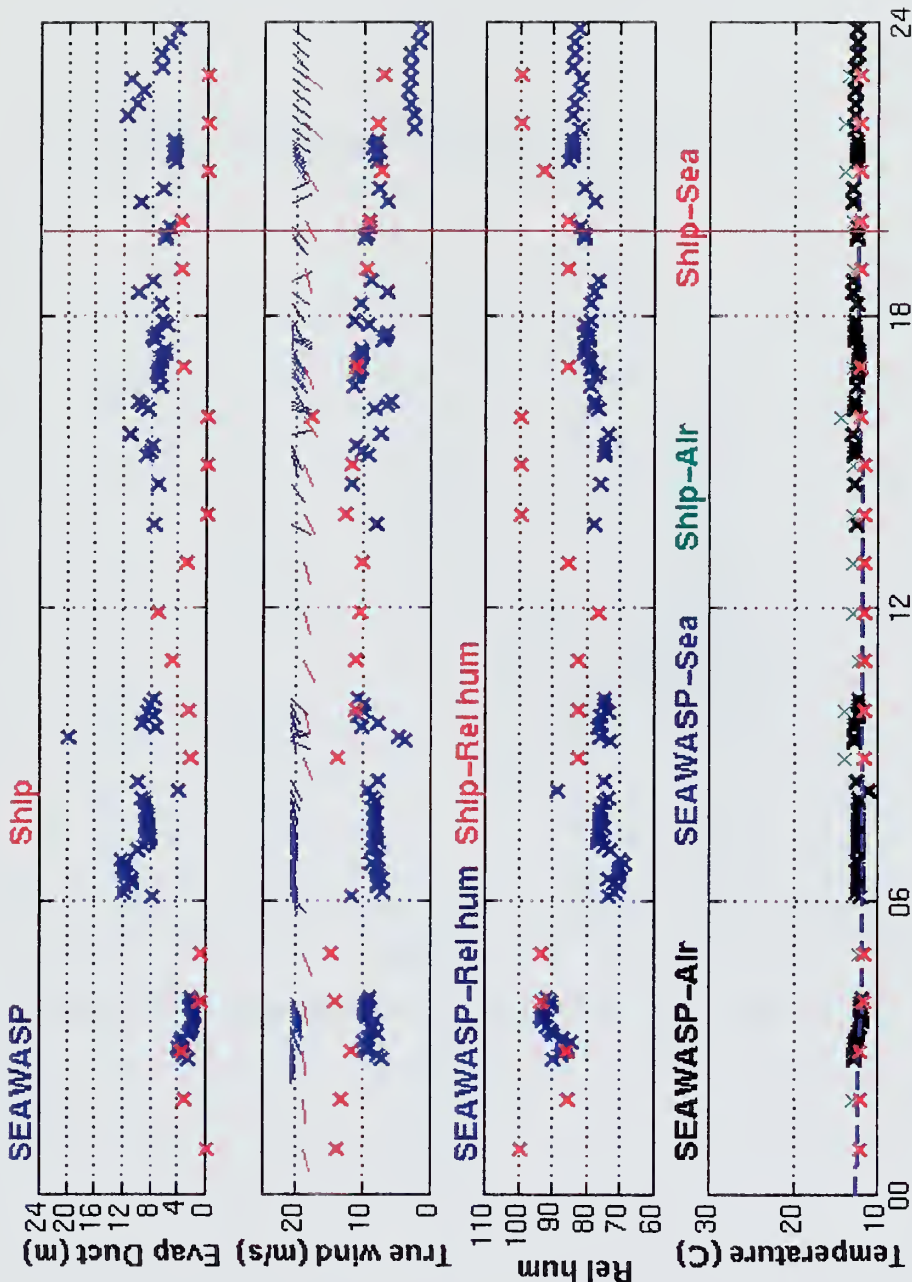 SEAWASP Ship
24
20
16
12
8
4
0
Evap Duct (m)
20
10
0
True wind (m/s)
SEAWASP-Rel hum Ship-Rel hum
110
100
90
80
70
60
Rel hum
SEAWASP-Air SEAWASP-Sea Ship-Air Ship-Sea
30
20
10
Temperature (C)
00 06 12 18 24